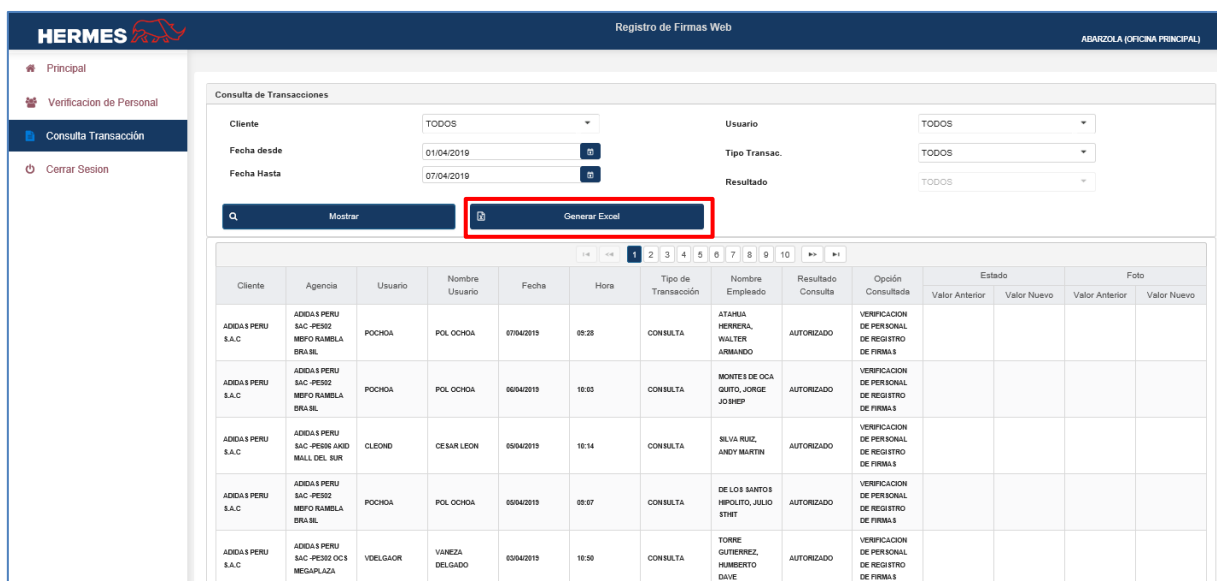 HERMES
Registro de Firmas Web
ABARZOLA (OFICINA PRINCIPAL)
Principal
Verificacion de Personal
Consulta Transacción
Cerrar Sesion
Consulta de Transacciones
Cliente TODOS Usuario TODOS
Fecha desde 01/04/2019 Tipo Transac. TODOS
Fecha Hasta 07/04/2019 Resultado TODOS
Mostrar Generar Excel
1 2 3 4 5 6 7 8 9 10
Cliente Agencia Usuario Nombre Usuario Fecha Hora Tipo de Transacción Nombre Empleado Resultado Consulta Opción Consultada Estado Foto
Valor Anterior Valor Nuevo Valor Anterior Valor Nuevo
ADIDAS PERU S.A.C ADIDAS PERU SAC -PE502 MBFO RAMBLA BRASIL POCHOA POL OCHOA 07/04/2019 09:28 CONSULTA ATAHUA HERRERA, WALTER ARMANDO AUTORIZADO VERIFICACION DE PERSONAL DE REGISTRO DE FIRMAS
ADIDAS PERU S.A.C ADIDAS PERU SAC -PE502 MBFO RAMBLA BRASIL POCHOA POL OCHOA 06/04/2019 10:03 CONSULTA MONTES DE OCA QUITO, JORGE JOSHEP AUTORIZADO VERIFICACION DE PERSONAL DE REGISTRO DE FIRMAS
ADIDAS PERU S.A.C ADIDAS PERU SAC -PE606 AKID MALL DEL SUR CLEOND CESAR LEON 05/04/2019 10:14 CONSULTA SILVA RUIZ, ANDY MARTIN AUTORIZADO VERIFICACION DE PERSONAL DE REGISTRO DE FIRMAS
ADIDAS PERU S.A.C ADIDAS PERU SAC -PE502 MBFO RAMBLA BRASIL POCHOA POL OCHOA 05/04/2019 09:07 CONSULTA DE LOS SANTOS HIPOLITO, JULIO STHIT AUTORIZADO VERIFICACION DE PERSONAL DE REGISTRO DE FIRMAS
ADIDAS PERU S.A.C ADIDAS PERU SAC -PE302 OCS MEGAPLAZA VDELGAOR VANEZA DELGADO 03/04/2019 10:50 CONSULTA TORRE GUTIERREZ, HUMBERTO DAVE AUTORIZADO VERIFICACION DE PERSONAL DE REGISTRO DE FIRMAS